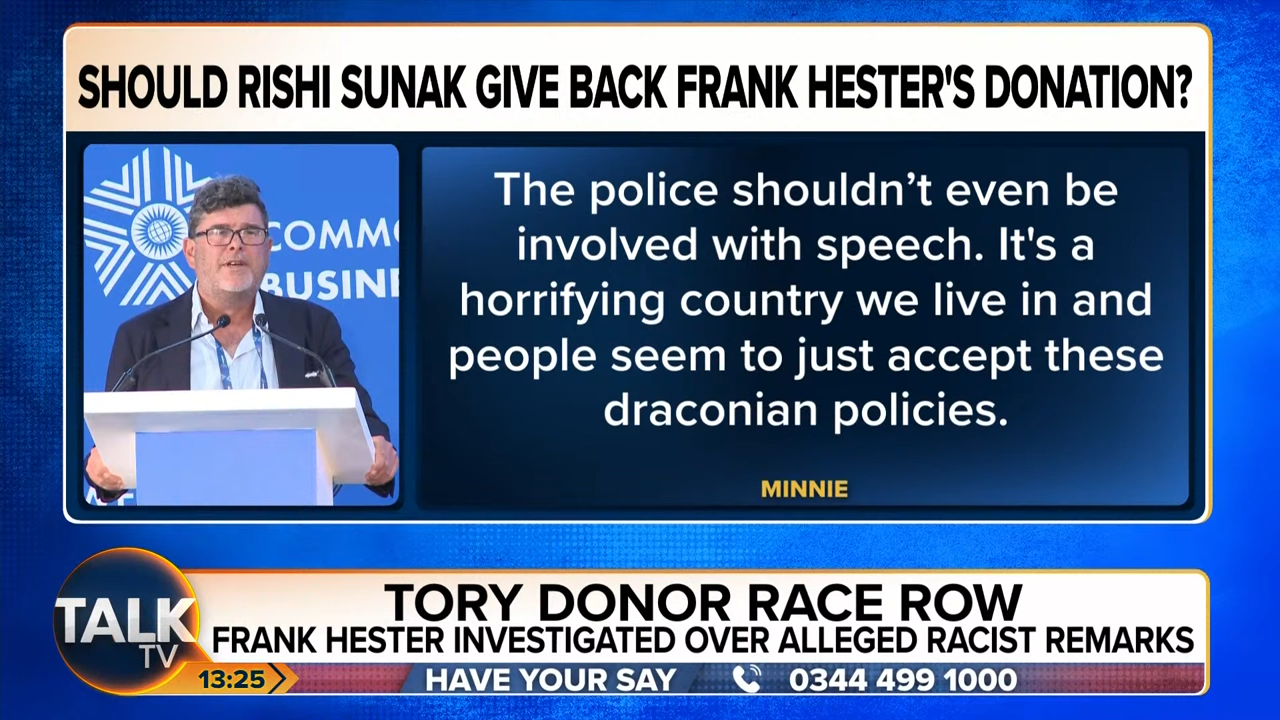 SHOULD RISHI SUNAK GIVE BACK FRANK HESTER'S DONATION?
COMM
BUSINE
The police shouldn’t even be
involved with speech. It's a
horrifying country we live in and
people seem to just accept these
draconian policies.
MINNIE
TALK
TV
TORY DONOR RACE ROW
FRANK HESTER INVESTIGATED OVER ALLEGED RACIST REMARKS
13:25
HAVE YOUR SAY
0344 499 1000